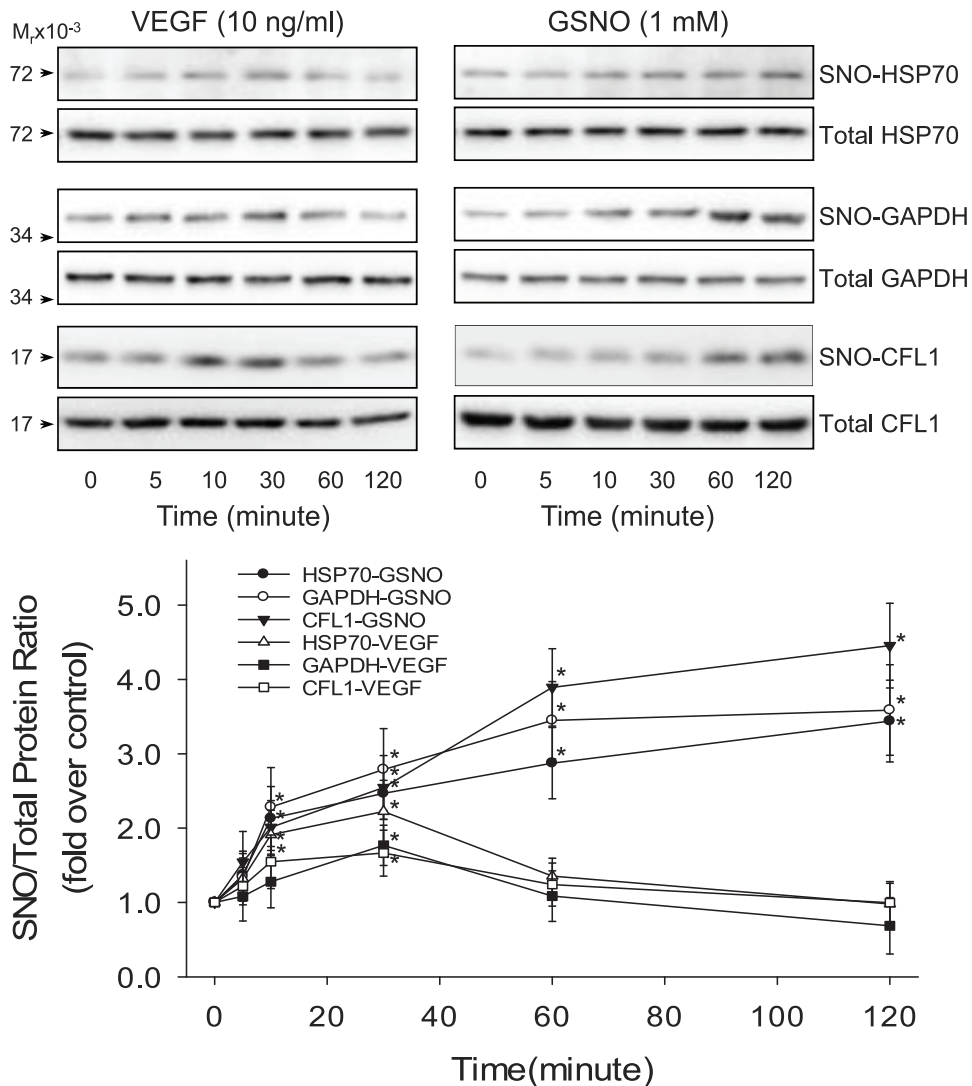 VEGF (10 ng/ml)
GSNO (1 mM)
Mrx10-3
72
SNO-HSP70
72
Total HSP70
34
SNO-GAPDH
34
Total GAPDH
17
SNO-CFL1
17
Total CFL1
0 5 10 30 60 120
0 5 10 30 60 120
Time (minute)
Time (minute)
HSP70-GSNO
GAPDH-GSNO
CFL1-GSNO
HSP70-VEGF
GAPDH-VEGF
CFL1-VEGF
SNO/Total Protein Ratio
(fold over control)
5.0
4.0
3.0
2.0
1.0
0.0
0 20 40 60 80 100 120
Time(minute)